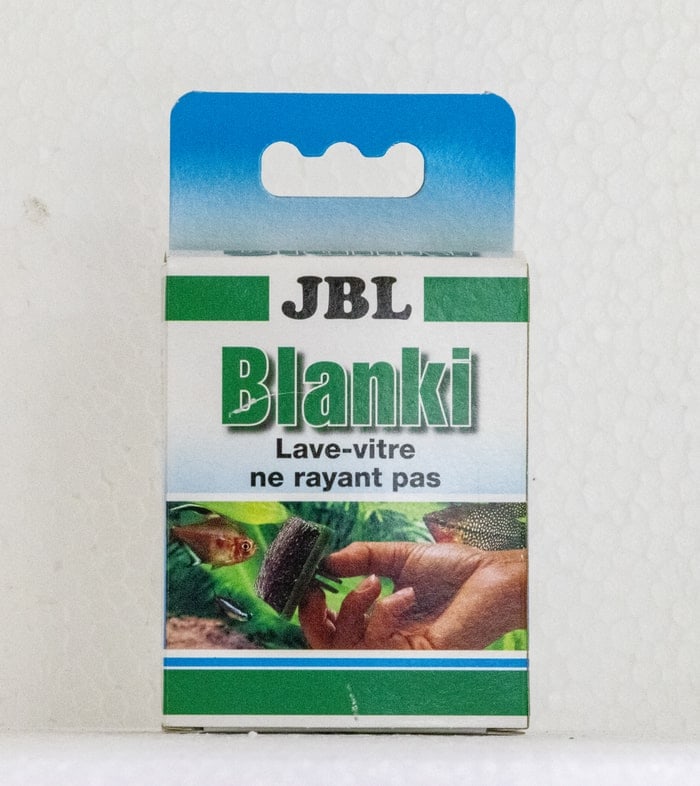 JBL
Blanki
Lave-vitre
ne rayant pas